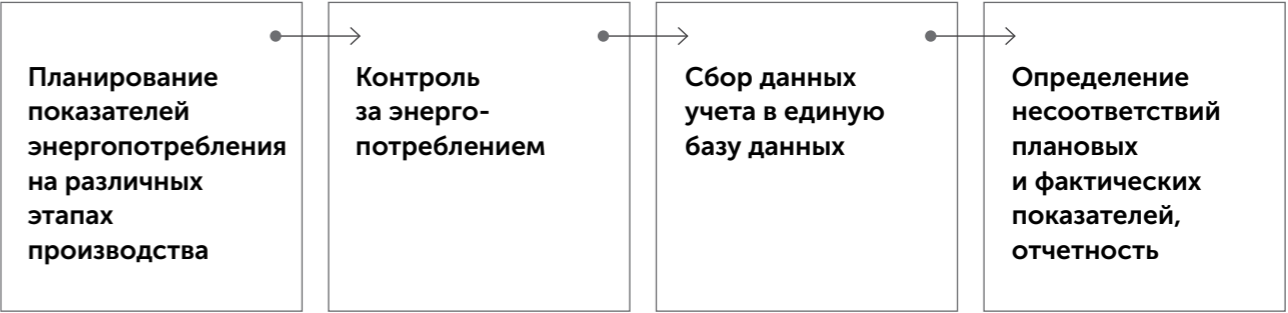 Планирование
показателей
энергопотребления
на различных
этапах
производства
Контроль
за энерго-
потреблением
Сбор данных
учета в единую
базу данных
Определение
несоответствий
плановых
и фактических
показателей,
отчетность